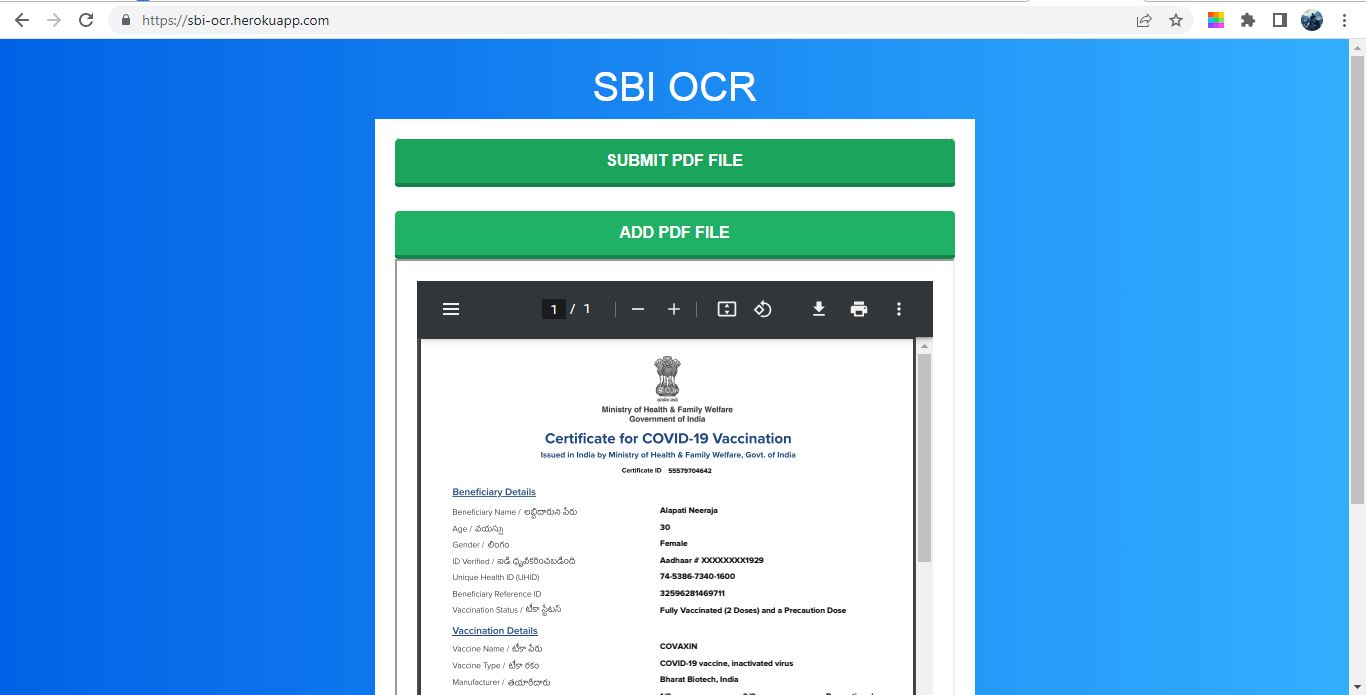 https://sbi-ocr.herokuapp.com
SBI OCR
SUBMIT PDF FILE
ADD PDF FILE
1 / 1
Ministry of Health & Family Welfare
Government of India
Certificate for COVID-19 Vaccination
Issued in India by Ministry of Health & Family Welfare, Govt. of India
Certificate ID 55579704642
Beneficiary Details
Beneficiary Name / లబ్ధిదారుని పేరు Alapati Neeraja
Age / వయస్సు 30
Gender / లింగం Female
ID Verified / ఐడి ధృవీకరించబడింది Aadhaar # XXXXXXXX1929
Unique Health ID (UHID) 74-5386-7340-1600
Beneficiary Reference ID 32596281469711
Vaccination Status / టీకా స్టేటస్ Fully Vaccinated (2 Doses) and a Precaution Dose
Vaccination Details
Vaccine Name / టీకా పేరు COVAXIN
Vaccine Type / టీకా రకం COVID-19 vaccine, inactivated virus
Manufacturer / తయారీదారు Bharat Biotech, India